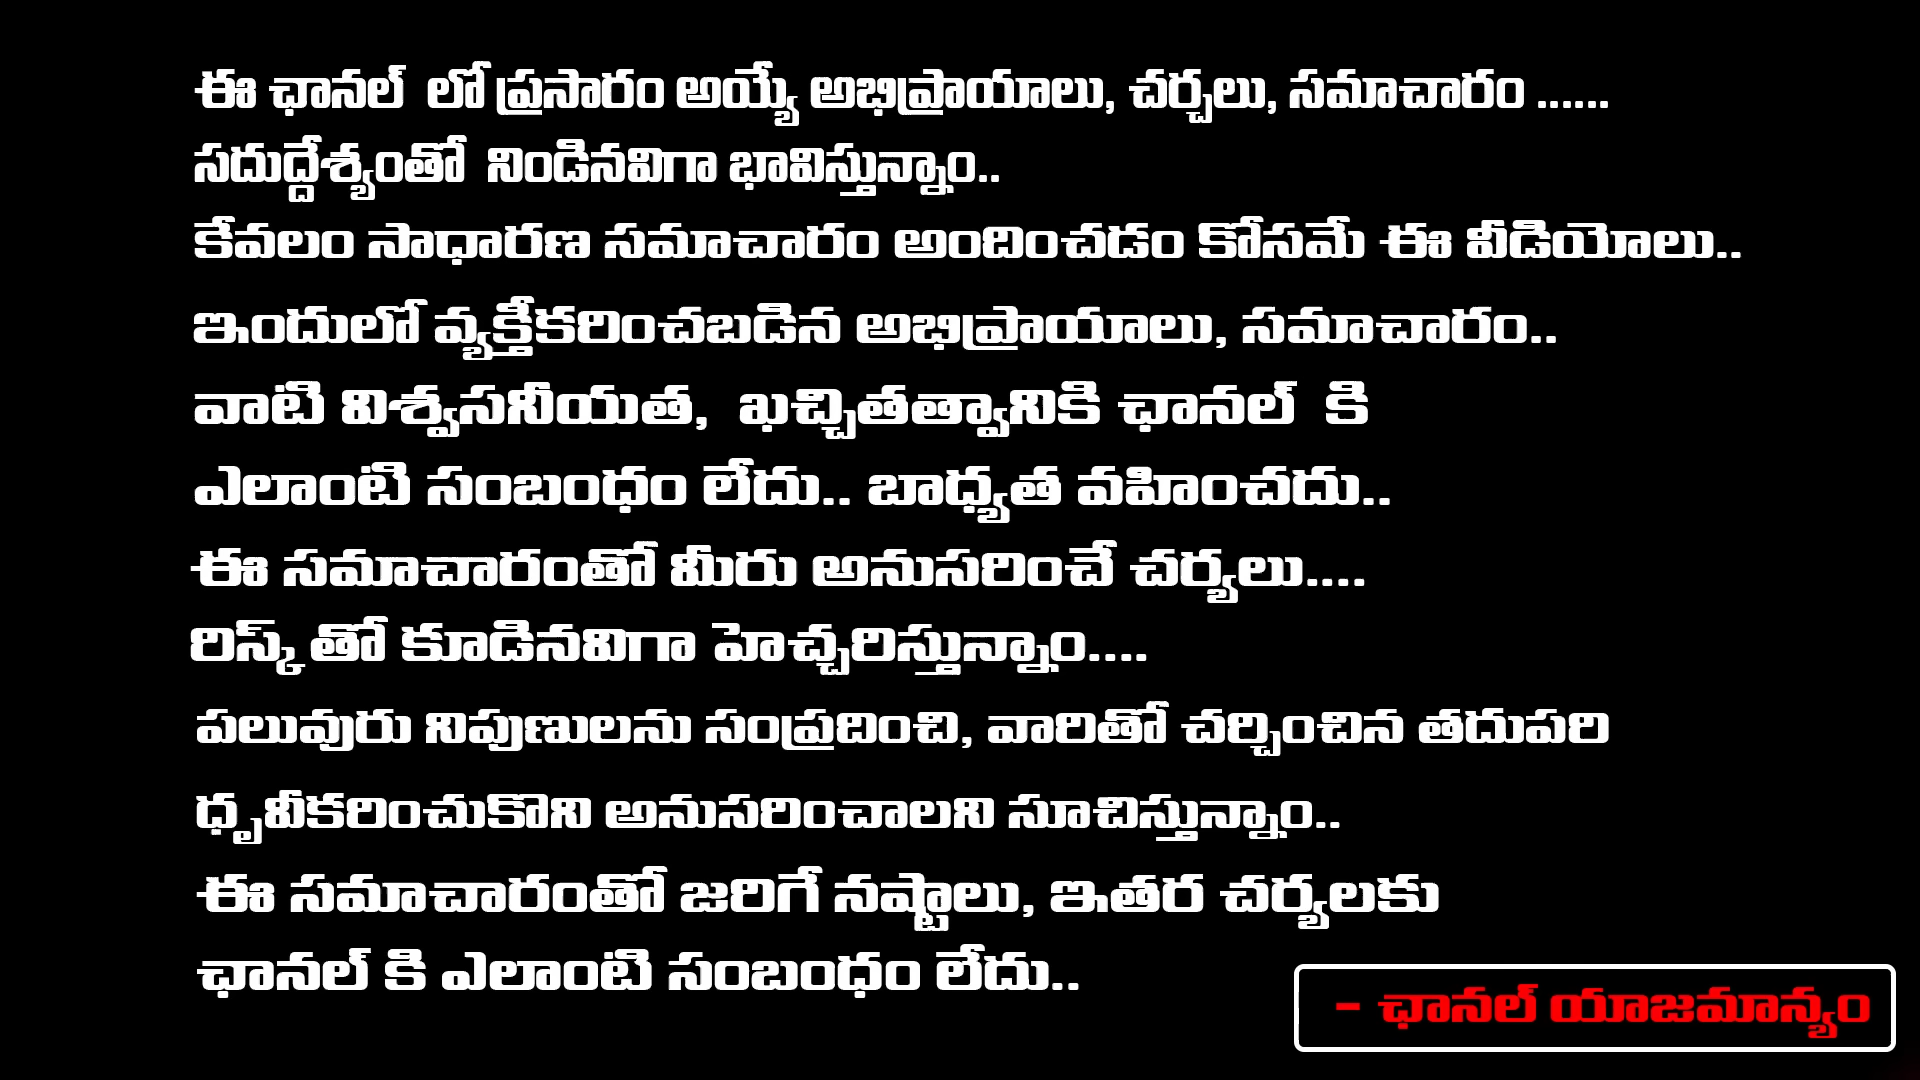 ఈ ఛానల్ లో ప్రసారం అయ్యే అభిప్రాయాలు, చర్చలు, సమాచారం ......
సదుద్దేశ్యంతో నిండినవిగా భావిస్తున్నాం..
కేవలం సాధారణ సమాచారం అందించడం కోసమే ఈ వీడియోలు..
ఇందులో వ్యక్తీకరించబడిన అభిప్రాయాలు, సమాచారం..
వాటి విశ్వసనీయత, ఖచ్చితత్వానికి ఛానల్ కి
ఎలాంటి సంబంధం లేదు.. బాధ్యత వహించదు..
ఈ సమాచారంతో మీరు అనుసరించే చర్యలు....
రిస్క్ తో కూడినవిగా హెచ్చరిస్తున్నాం....
పలువురు నిపుణులను సంప్రదించి, వారితో చర్చించిన తదుపరి
ధృవీకరించుకొని అనుసరించాలని సూచిస్తున్నాం..
ఈ సమాచారంతో జరిగే నష్టాలు, ఇతర చర్యలకు
ఛానల్ కి ఎలాంటి సంబంధం లేదు..
- ఛానల్ యాజమాన్యం